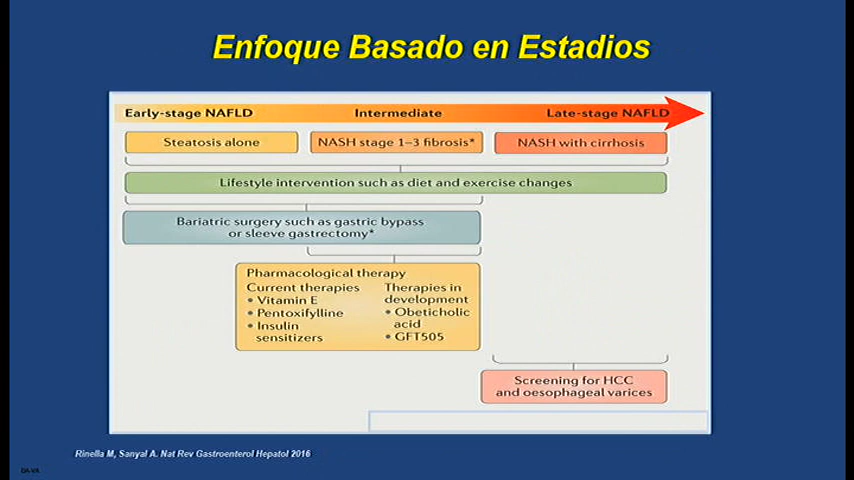 Enfoque Basado en Estadios
Early-stage NAFLD
Intermediate
Late-stage NAFLD
Steatosis alone
NASH stage 1–3 fibrosis*
NASH with cirrhosis
Lifestyle intervention such as diet and exercise changes
Bariatric surgery such as gastric bypass
or sleeve gastrectomy*
Pharmacological therapy
Current therapies
• Vitamin E
• Pentoxifylline
• Insulin
sensitizers
Therapies in
development
• Obeticholic
acid
• GFT505
Screening for HCC
and oesophageal varices
Rinella M, Sanyal A. Nat Rev Gastroenterol Hepatol 2016